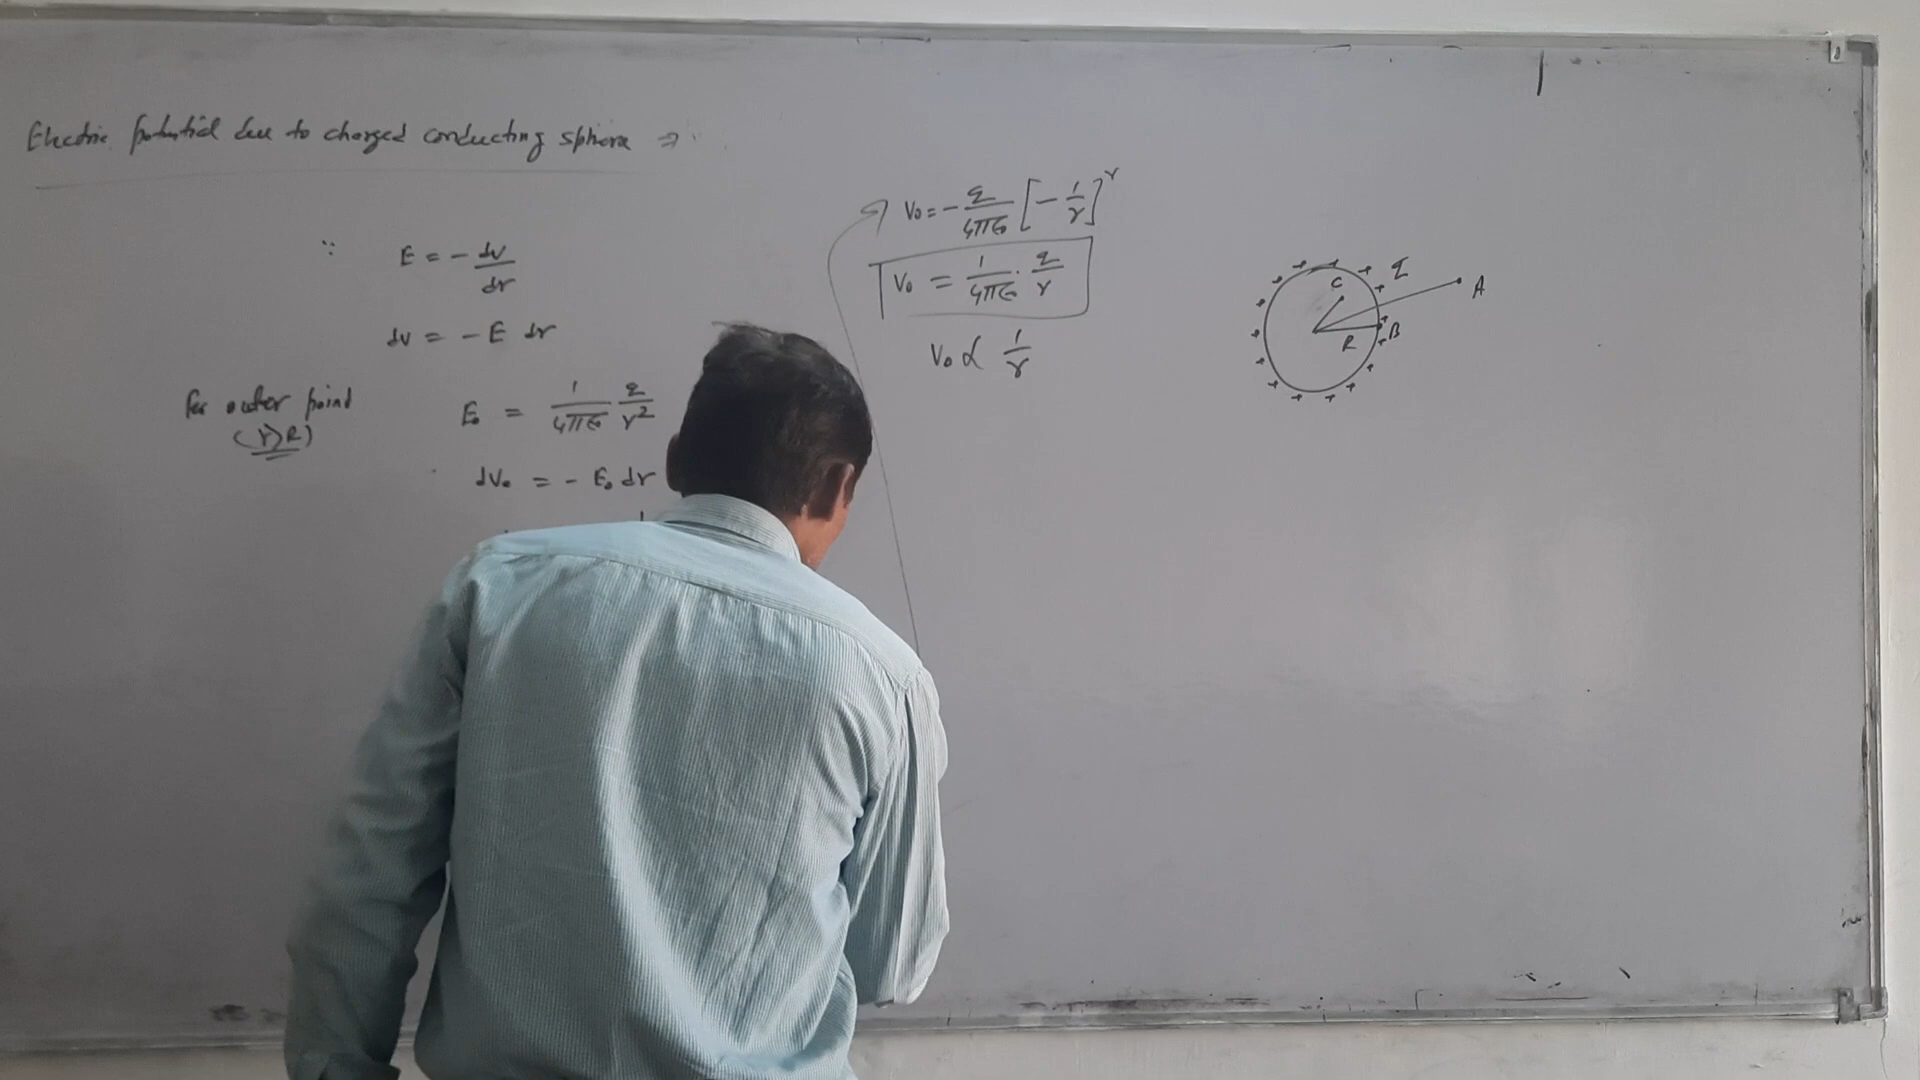 Electric potential due to charged conducting sphere ⇒
∵ E = - dv/dr
dv = - E dr
For outer point
(r>R)
E₀ = 1/4πε₀ q/r²
dV₀ = - E₀ dr
V₀ = - q/4πε₀ [- 1/r]^r
V₀ = 1/4πε₀ · q/r
V₀ ∝ 1/r
q
C
A
R
B